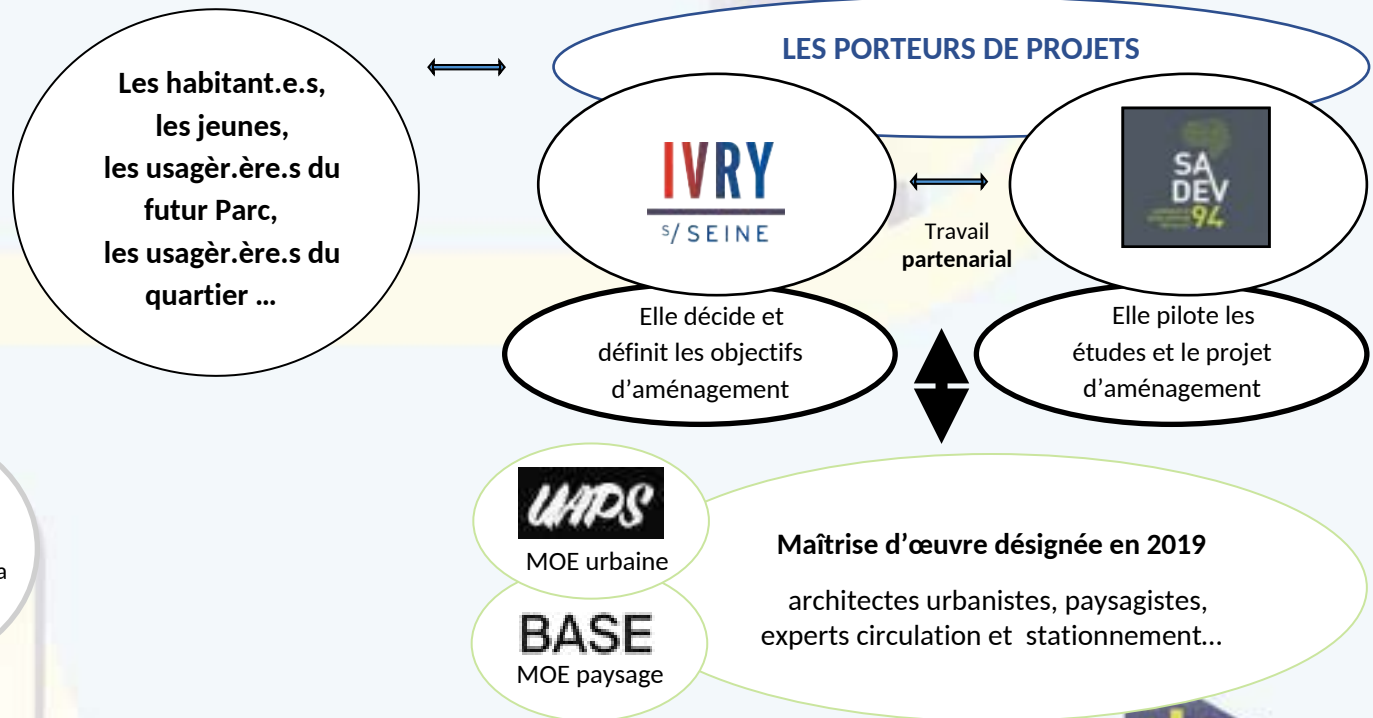 Les habitant.e.s,
les jeunes,
les usagèr.ère.s du
futur Parc,
les usagèr.ère.s du
quartier ...
LES PORTEURS DE PROJETS
IVRY
s/ SEINE
Travail
partenarial
SA
DEV
94
Elle décide et
définit les objectifs
d’aménagement
Elle pilote les
études et le projet
d’aménagement
UAPS
MOE urbaine
BASE
MOE paysage
Maîtrise d’œuvre désignée en 2019
architectes urbanistes, paysagistes,
experts circulation et stationnement...
a